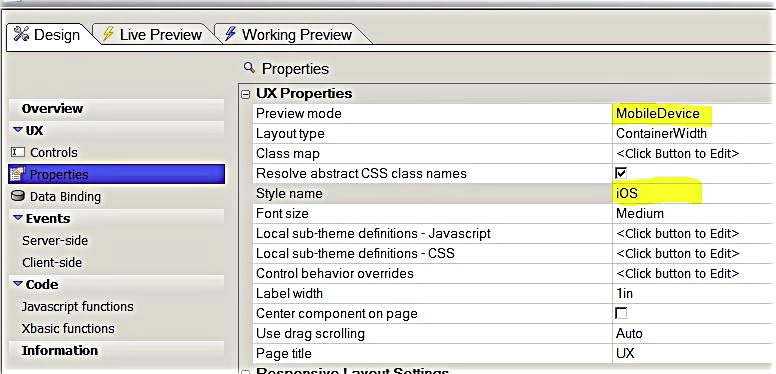 Design Live Preview Working Preview
Properties
Overview
UX
Controls
Properties
Data Binding
Events
Server-side
Client-side
Code
Javascript functions
Xbasic functions
Information
UX Properties
Preview mode MobileDevice
Layout type ContainerWidth
Class map <Click Button to Edit>
Resolve abstract CSS class names
Style name iOS
Font size Medium
Local sub-theme definitions - Javascript <Click button to Edit>
Local sub-theme definitions - CSS <Click button to Edit>
Control behavior overrides <Click button to Edit>
Label width 1in
Center component on page
Use drag scrolling Auto
Page title UX
Responsive Layout Settings